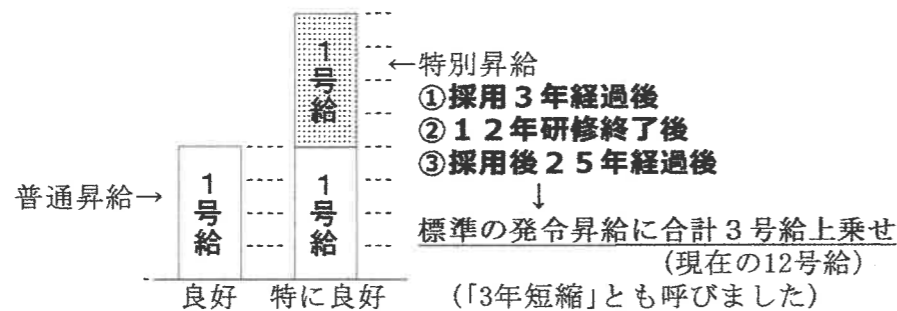 1号給
←特別昇給
①採用3年経過後
②12年研修終了後
③採用後25年経過後
↓
普通昇給→
1号給
1号給
標準の発令昇給に合計3号給上乗せ
(現在の12号給)
良好
特に良好
(「3年短縮」とも呼びました)